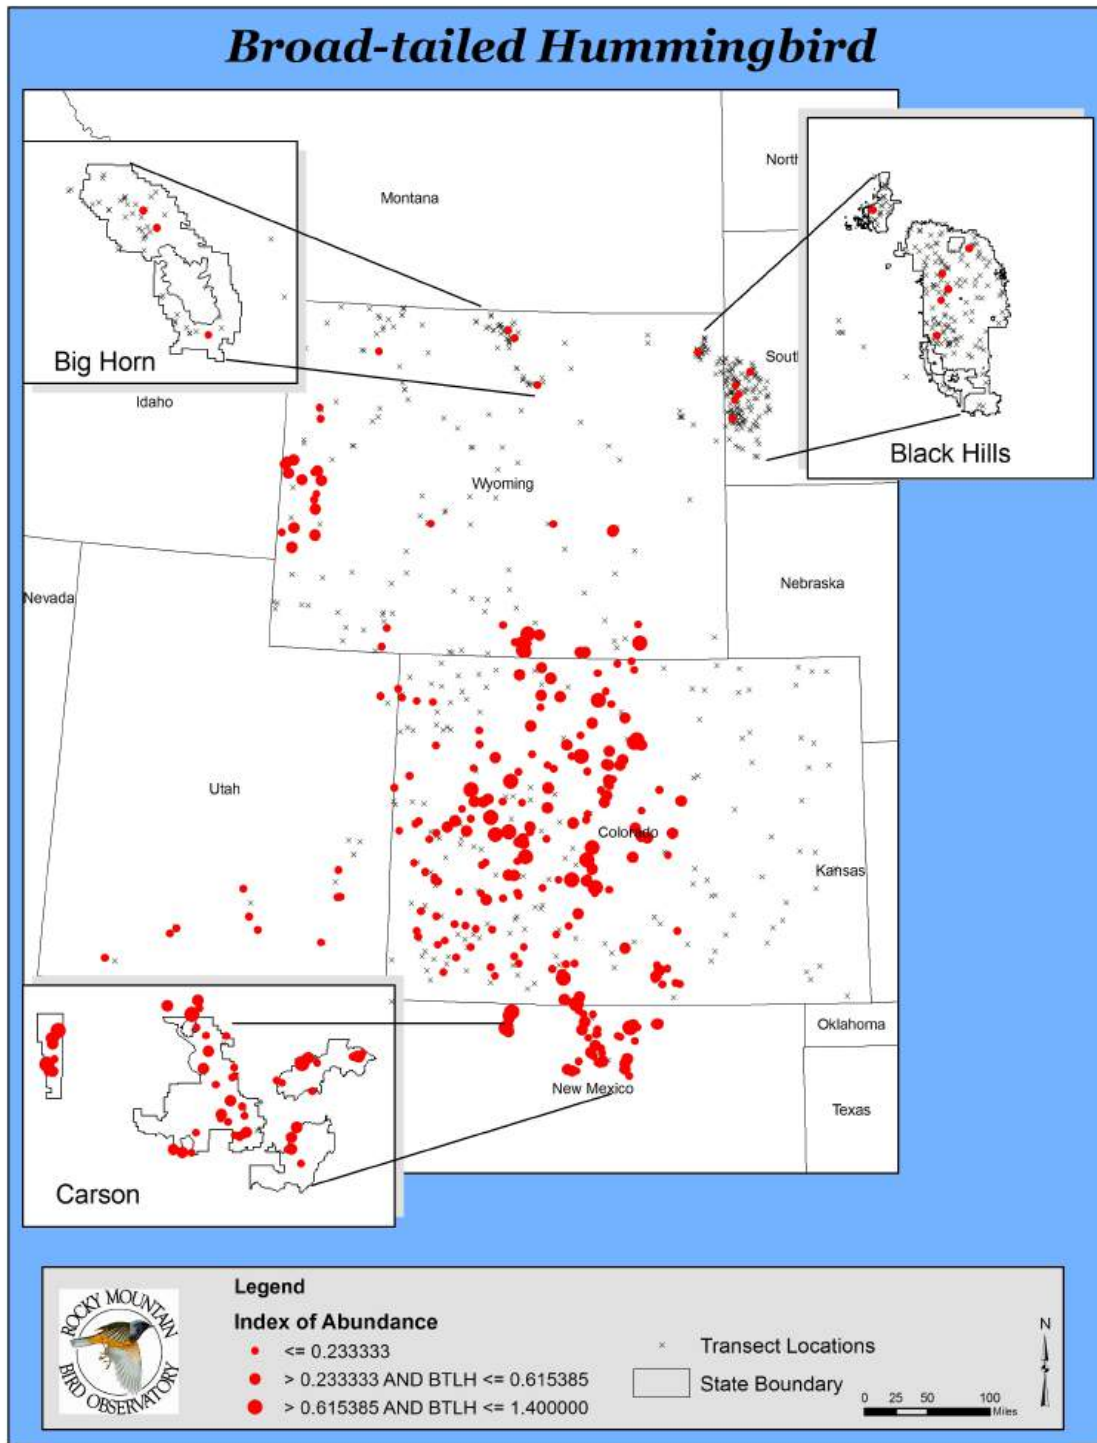 Broad-tailed Hummingbird
Montana
North
Big Horn
South
Idaho
Black Hills
Wyoming
Nevada
Nebraska
Utah
Colorado
Kansas
Oklahoma
New Mexico
Texas
Carson
Legend
Index of Abundance
<= 0.233333
> 0.233333 AND BTLH <= 0.615385
> 0.615385 AND BTLH <= 1.400000
Transect Locations
State Boundary
N
0 25 50 100
Miles
ROCKY MOUNTAIN
BIRD OBSERVATORY